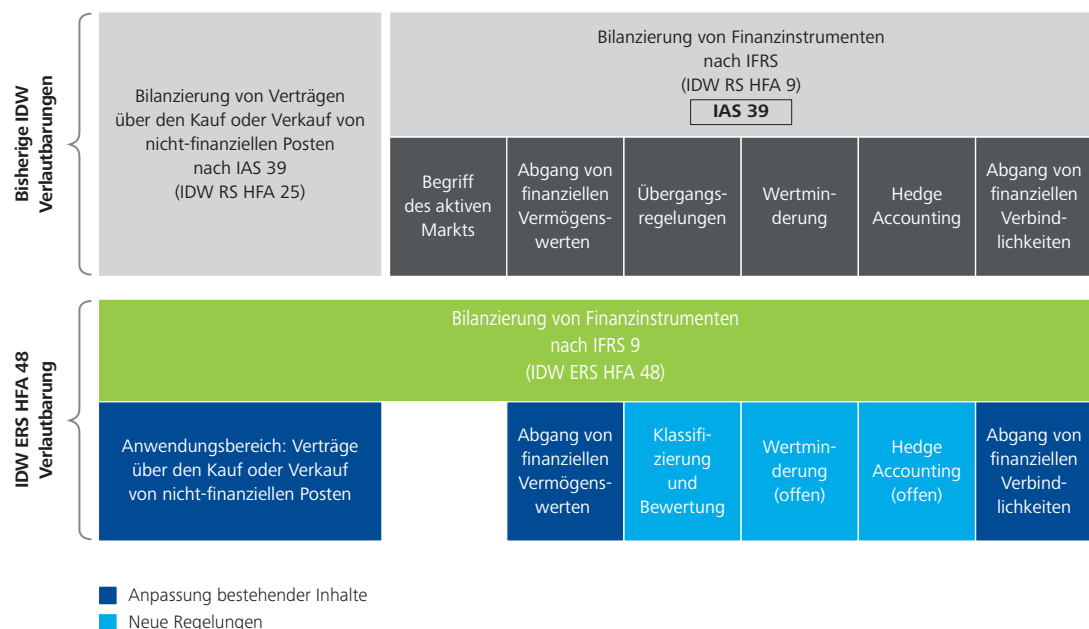 Bisherige IDW
Verlautbarungen
Bilanzierung von Verträgen
über den Kauf oder Verkauf von
nicht-finanziellen Posten
nach IAS 39
(IDW RS HFA 25)
Bilanzierung von Finanzinstrumenten
nach IFRS
(IDW RS HFA 9)
IAS 39
Begriff
des aktiven
Markts
Abgang von
finanziellen
Vermögens-
werten
Übergangs-
regelungen
Wertmin-
derung
Hedge
Accounting
Abgang von
finanziellen
Verbind-
lichkeiten
IDW ERS HFA 48
Verlautbarung
Bilanzierung von Finanzinstrumenten
nach IFRS 9
(IDW ERS HFA 48)
Anwendungsbereich: Verträge
über den Kauf oder Verkauf
von nicht-finanziellen Posten
Abgang von
finanziellen
Vermögens-
werten
Klassifi-
zierung
und
Bewertung
Wertmin-
derung
(offen)
Hedge
Accounting
(offen)
Abgang von
finanziellen
Verbind-
lichkeiten
Anpassung bestehender Inhalte
Neue Regelungen